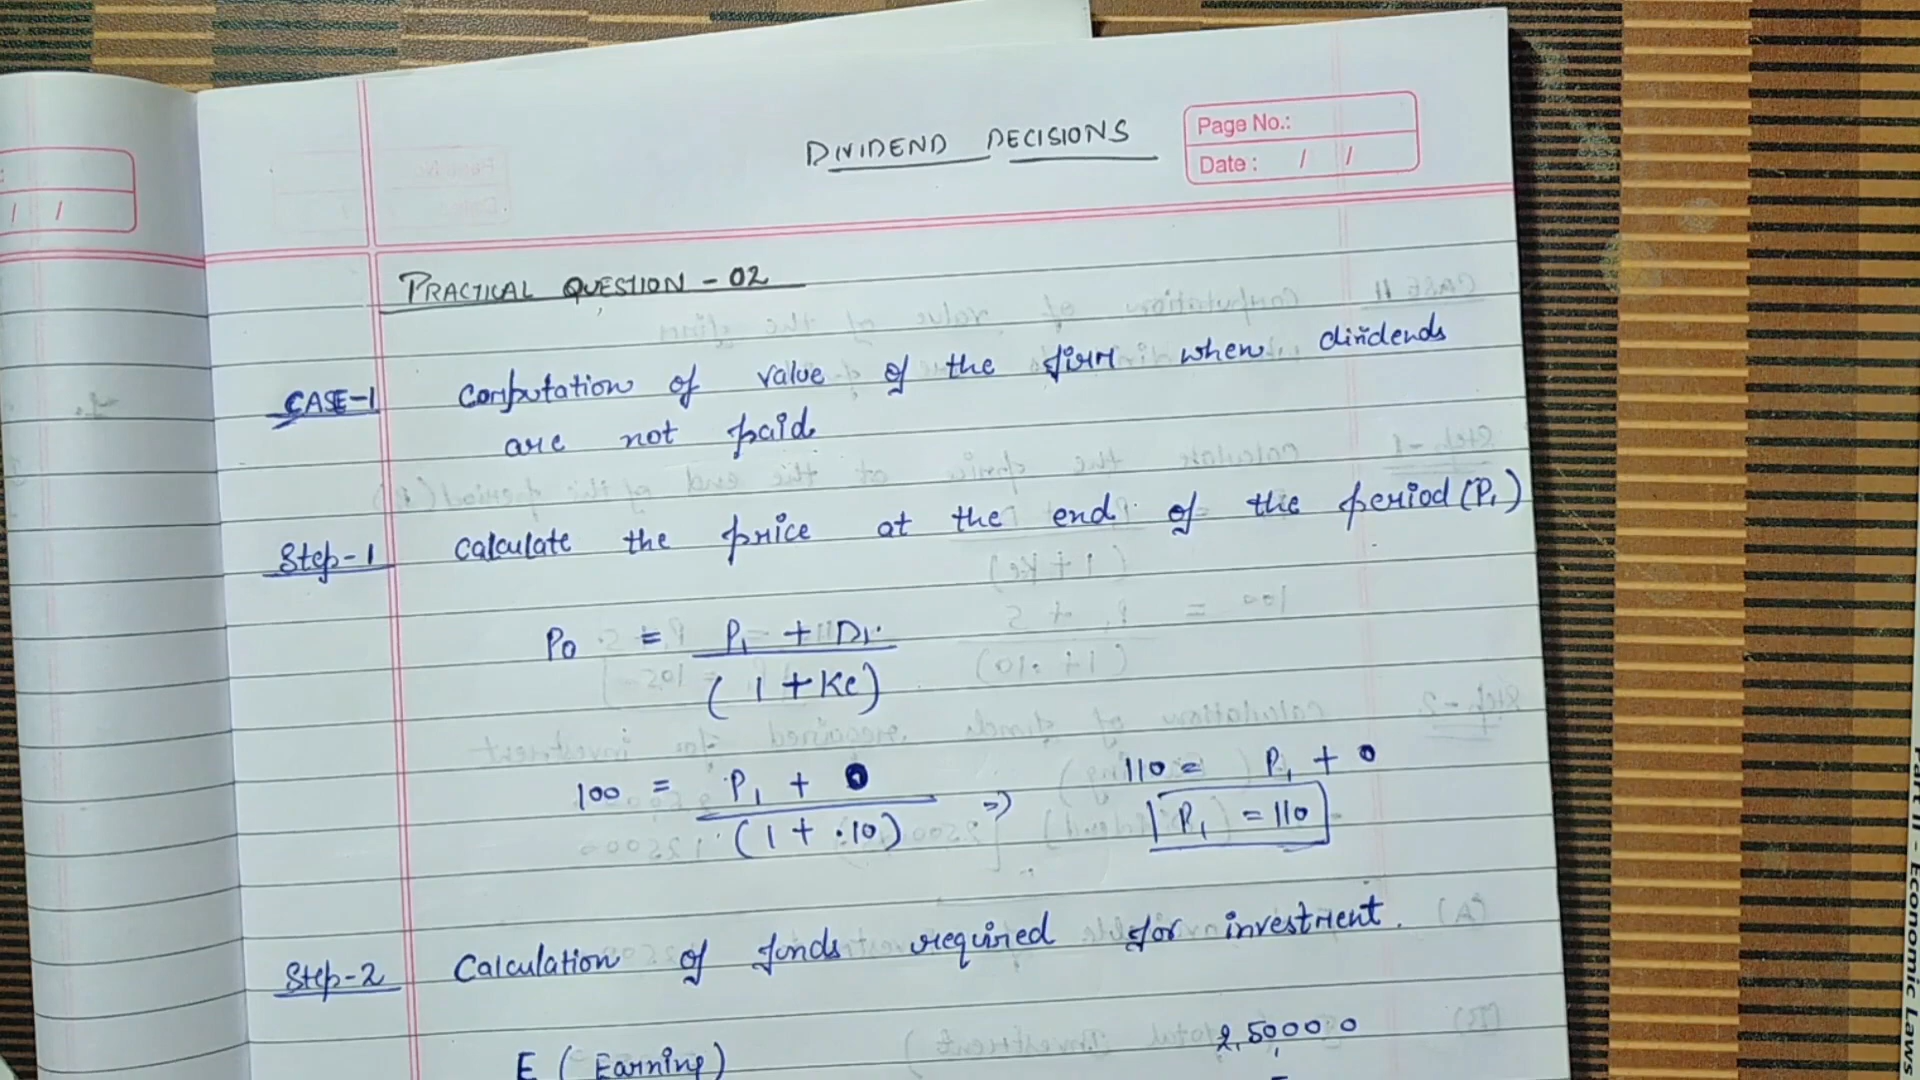 DIVIDEND DECISIONS
Page No.:
Date: / /
PRACTICAL QUESTION - 02
CASE-1 Computation of value of the firm when dividends
are not paid
Step-1 Calculate the price at the end of the period (P1)
P0 = P1 + D1
(1 + Ke)
100 = P1 + 0 => 110 = P1 + 0
(1 + .10) P1 = 110
Step-2 Calculation of funds required for investment.
E (Earning) 2,50000
Part II - Economic Laws